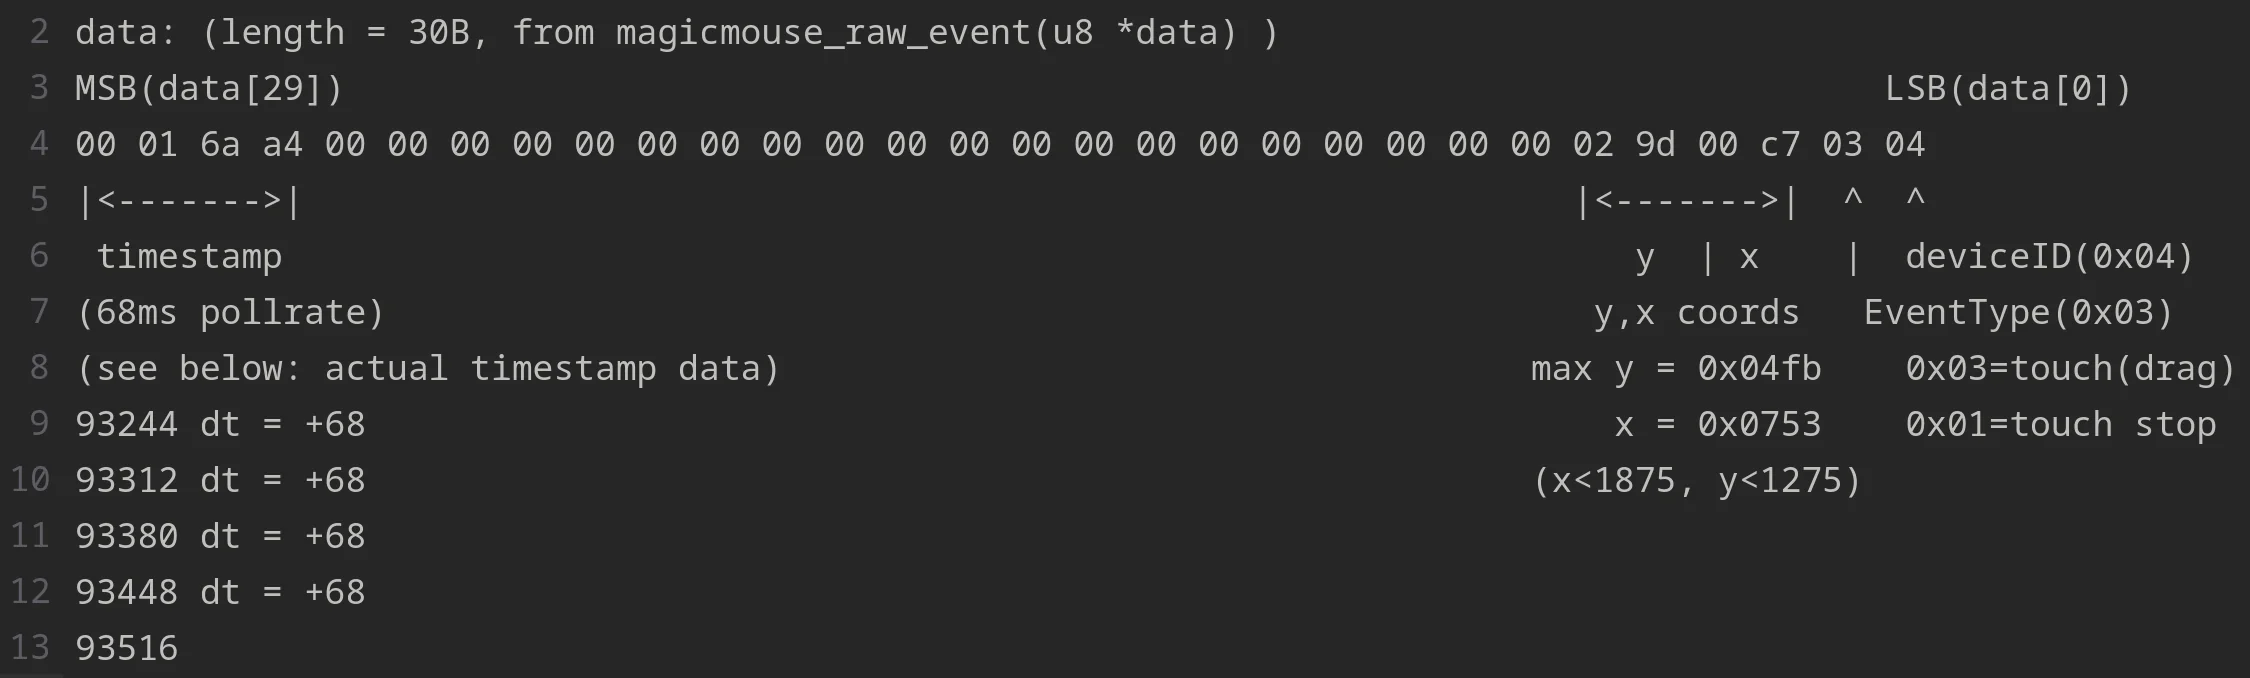 2 data: (length = 30B, from magicmouse_raw_event(u8 *data) )
3 MSB(data[29]) LSB(data[0])
4 00 01 6a a4 00 00 00 00 00 00 00 00 00 00 00 00 00 00 00 00 00 00 00 00 02 9d 00 c7 03 04
5 |<------->| |<------->| ^ ^
6 timestamp y | x | deviceID(0x04)
7 (68ms pollrate) y,x coords EventType(0x03)
8 (see below: actual timestamp data) max y = 0x04fb 0x03=touch(drag)
9 93244 dt = +68 x = 0x0753 0x01=touch stop
10 93312 dt = +68 (x<1875, y<1275)
11 93380 dt = +68
12 93448 dt = +68
13 93516